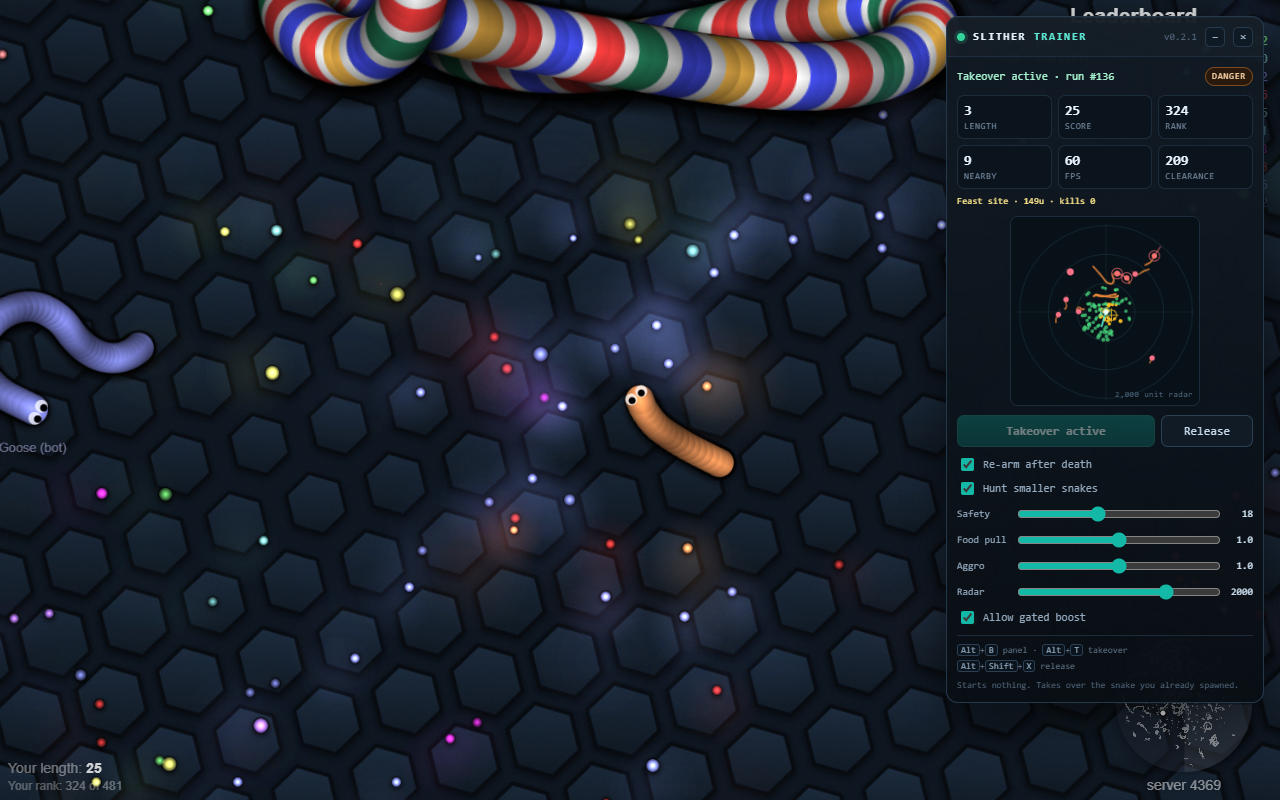 Leaderboard
SLITHER TRAINER v0.2.1 – ×
Takeover active · run #136 DANGER
3 25 324
LENGTH SCORE RANK
9 60 209
NEARBY FPS CLEARANCE
Feast site · 149u · kills 0
2,000 unit radar
Takeover active Release
Re-arm after death
Hunt smaller snakes
Safety 18
Food pull 1.0
Aggro 1.0
Radar 2000
Allow gated boost
Alt+B panel · Alt+T takeover
Alt+Shift+X release
Starts nothing. Takes over the snake you already spawned.
Goose (bot)
Your length: 25
Your rank: 324 of 481
server 4369